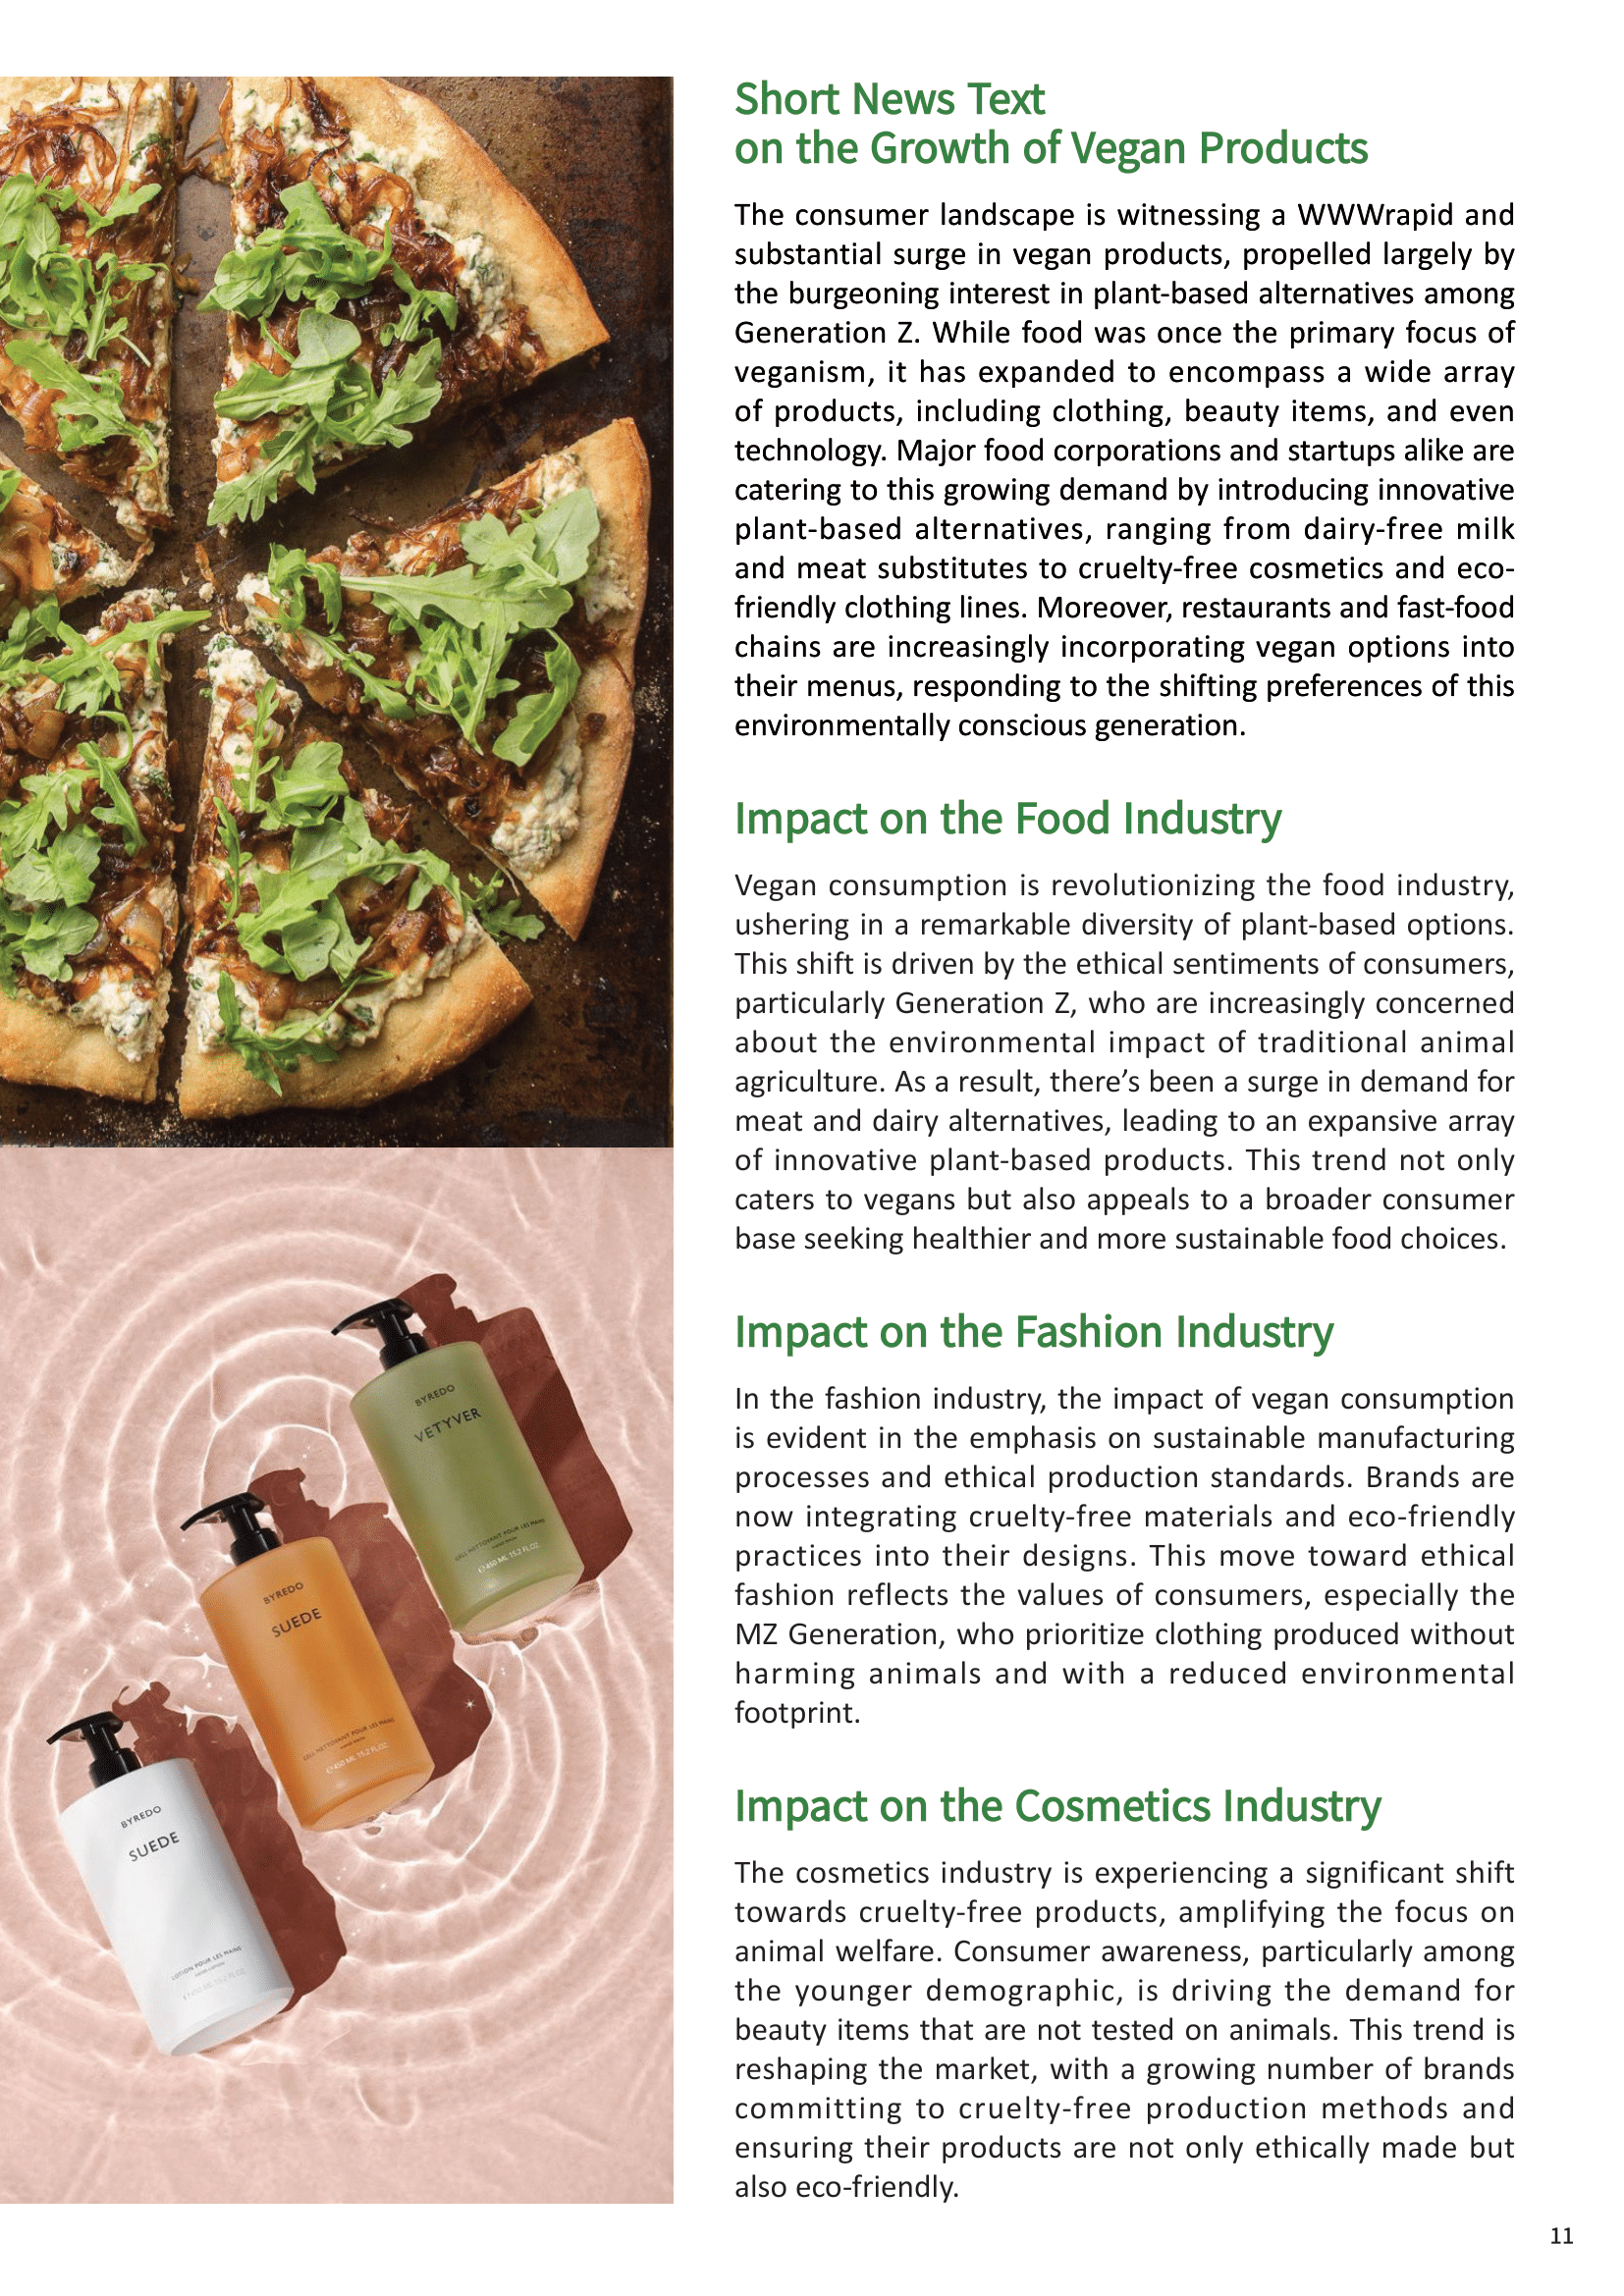 Short News Text
on the Growth of Vegan Products
The consumer landscape is witnessing a WWWrapid and
substantial surge in vegan products, propelled largely by
the burgeoning interest in plant-based alternatives among
Generation Z. While food was once the primary focus of
veganism, it has expanded to encompass a wide array
of products, including clothing, beauty items, and even
technology. Major food corporations and startups alike are
catering to this growing demand by introducing innovative
plant-based alternatives, ranging from dairy-free milk
and meat substitutes to cruelty-free cosmetics and eco-
friendly clothing lines. Moreover, restaurants and fast-food
chains are increasingly incorporating vegan options into
their menus, responding to the shifting preferences of this
environmentally conscious generation.
Impact on the Food Industry
Vegan consumption is revolutionizing the food industry,
ushering in a remarkable diversity of plant-based options.
This shift is driven by the ethical sentiments of consumers,
particularly Generation Z, who are increasingly concerned
about the environmental impact of traditional animal
agriculture. As a result, there’s been a surge in demand for
meat and dairy alternatives, leading to an expansive array
of innovative plant-based products. This trend not only
caters to vegans but also appeals to a broader consumer
base seeking healthier and more sustainable food choices.
Impact on the Fashion Industry
In the fashion industry, the impact of vegan consumption
is evident in the emphasis on sustainable manufacturing
processes and ethical production standards. Brands are
now integrating cruelty-free materials and eco-friendly
practices into their designs. This move toward ethical
fashion reflects the values of consumers, especially the
MZ Generation, who prioritize clothing produced without
harming animals and with a reduced environmental
footprint.
Impact on the Cosmetics Industry
The cosmetics industry is experiencing a significant shift
towards cruelty-free products, amplifying the focus on
animal welfare. Consumer awareness, particularly among
the younger demographic, is driving the demand for
beauty items that are not tested on animals. This trend is
reshaping the market, with a growing number of brands
committing to cruelty-free production methods and
ensuring their products are not only ethically made but
also eco-friendly.
BYREDO
VETYVER
GEL NETTOYANT POUR LES MAINS
HAND WASH
450 ML 15.2 FL.OZ.
BYREDO
SUEDE
GEL NETTOYANT POUR LES MAINS
HAND WASH
450 ML 15.2 FL.OZ.
BYREDO
SUEDE
LOTION POUR LES MAINS
HAND LOTION
11